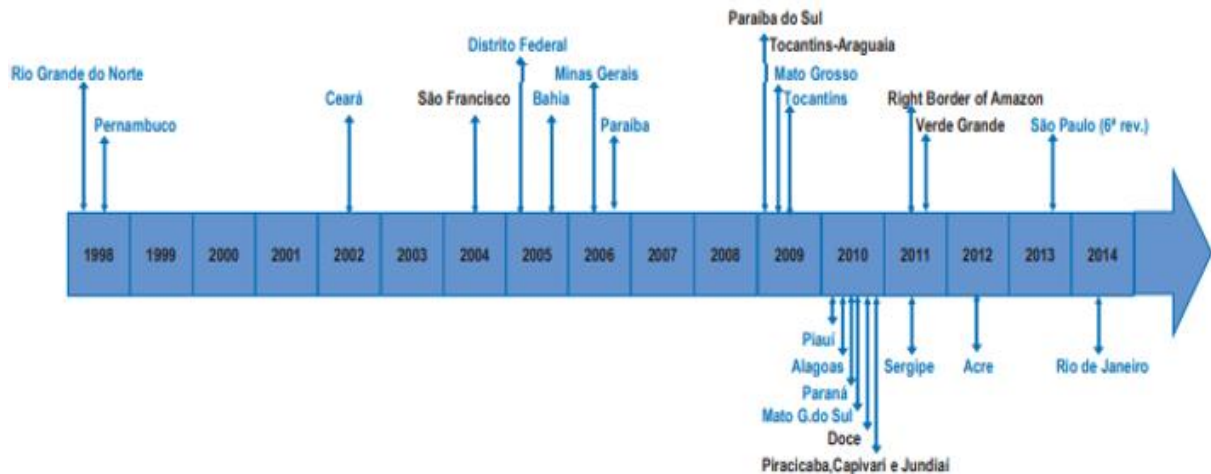 Paraíba do Sul
Distrito Federal
Tocantins-Araguaia
Rio Grande do Norte
Minas Gerais
Mato Grosso
Ceará
São Francisco
Bahia
Tocantins
Right Border of Amazon
Pernambuco
Paraíba
Verde Grande
São Paulo (6ª rev.)
1998 1999 2000 2001 2002 2003 2004 2005 2006 2007 2008 2009 2010 2011 2012 2013 2014
Piauí
Alagoas
Sergipe
Acre
Rio de Janeiro
Paraná
Mato G.do Sul
Doce
Piracicaba,Capivari e Jundiaí